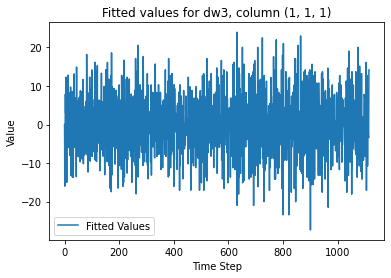 Fitted values for dw3, column (1, 1, 1)
Value
20
10
0
−10
−20
Fitted Values
0 200 400 600 800 1000
Time Step